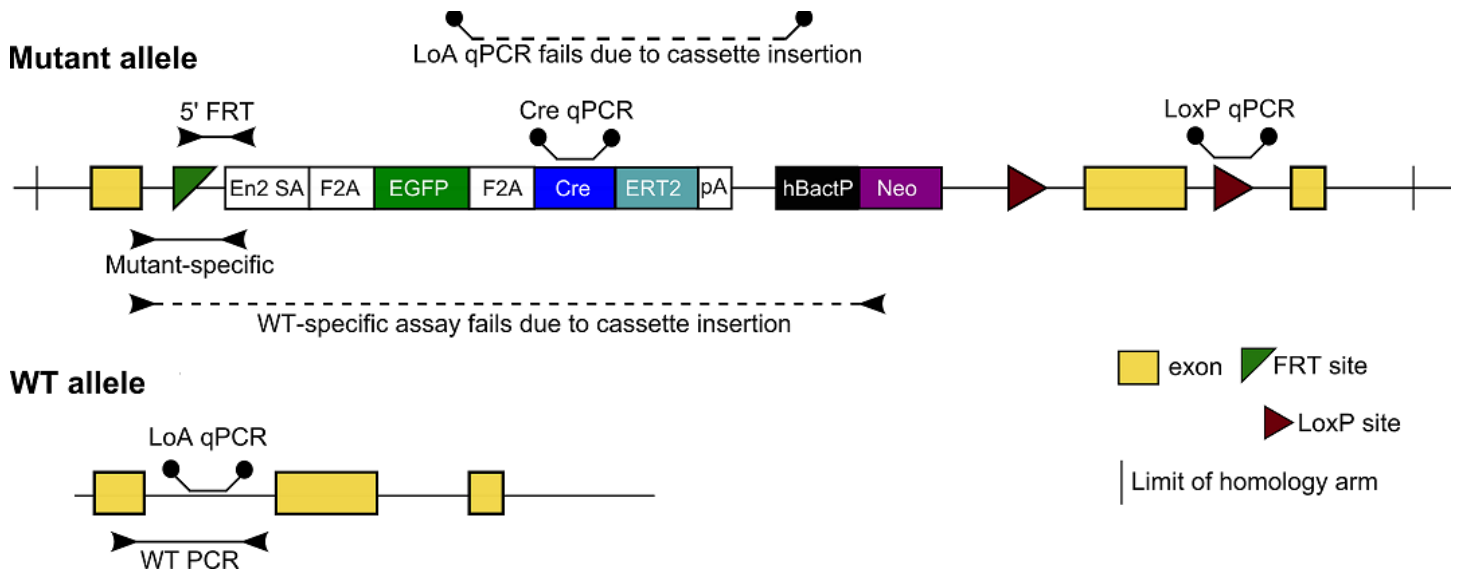 Mutant allele
LoA qPCR fails due to cassette insertion
5' FRT
Cre qPCR
LoxP qPCR
En2 SA
F2A
EGFP
F2A
Cre
ERT2
pA
hBactP
Neo
Mutant-specific
WT-specific assay fails due to cassette insertion
WT allele
LoA qPCR
WT PCR
exon
FRT site
LoxP site
Limit of homology arm